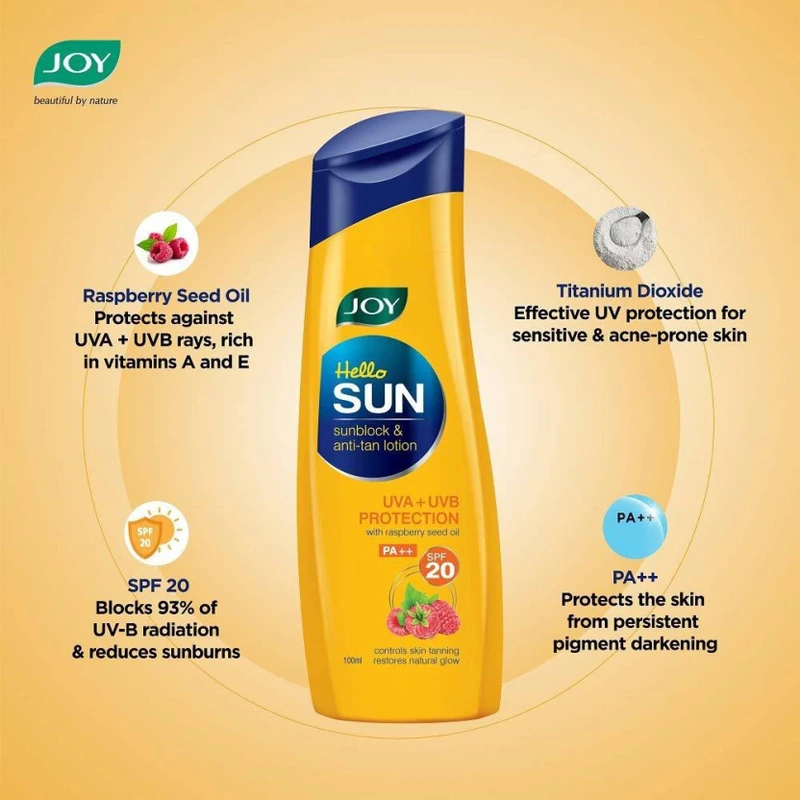 JOY
beautiful by nature
Raspberry Seed Oil
Protects against
UVA + UVB rays, rich
in vitamins A and E
Titanium Dioxide
Effective UV protection for
sensitive & acne-prone skin
JOY
Hello
SUN
sunblock &
anti-tan lotion
UVA+UVB
PROTECTION
with raspberry seed oil
PA++
SPF
20
100ml
controls skin tanning
restores natural glow
SPF
20
SPF 20
Blocks 93% of
UV-B radiation
& reduces sunburns
PA++
PA++
Protects the skin
from persistent
pigment darkening